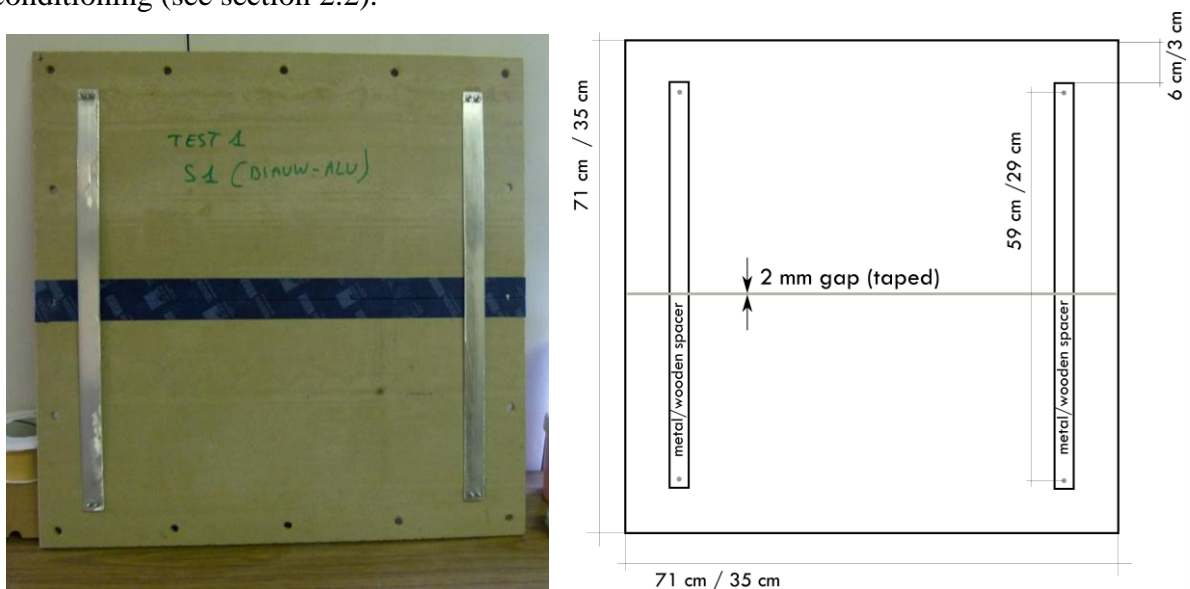 conditioning (see section 2.2).
TEST 1
S1 (BLAUW-ALU)
71 cm / 35 cm
6 cm/3 cm
59 cm /29 cm
2 mm gap (taped)
metal/wooden spacer
metal/wooden spacer
71 cm / 35 cm